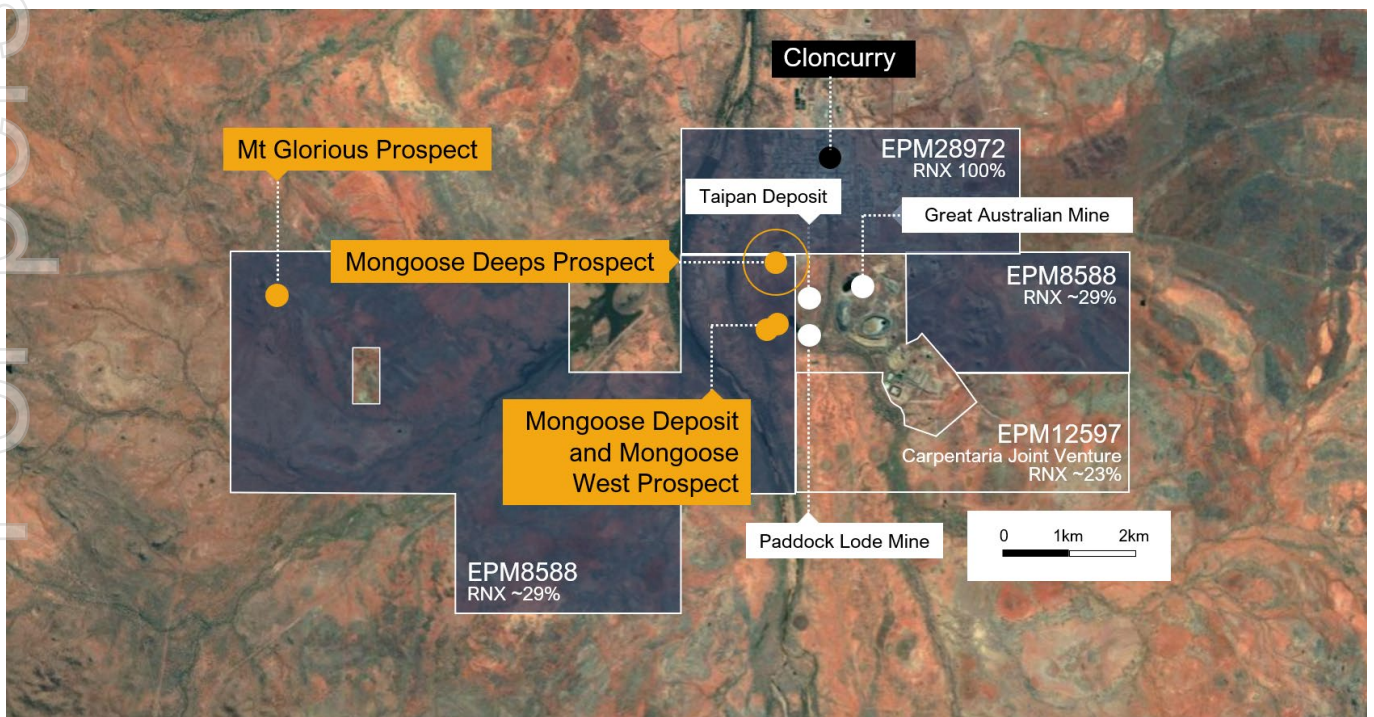 Cloncurry
Mt Glorious Prospect
EPM28972
RNX 100%
Taipan Deposit
Great Australian Mine
Mongoose Deeps Prospect
EPM8588
RNX ~29%
Mongoose Deposit
and Mongoose
West Prospect
EPM12597
Carpentaria Joint Venture
RNX ~23%
Paddock Lode Mine
0 1km 2km
EPM8588
RNX ~29%